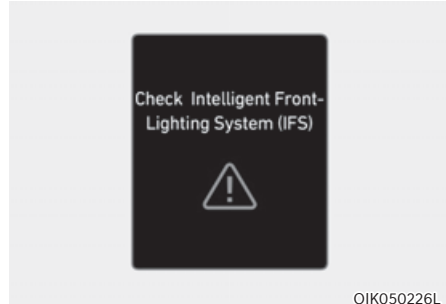 Check Intelligent Front-
Lighting System (IFS)
OIK050226L